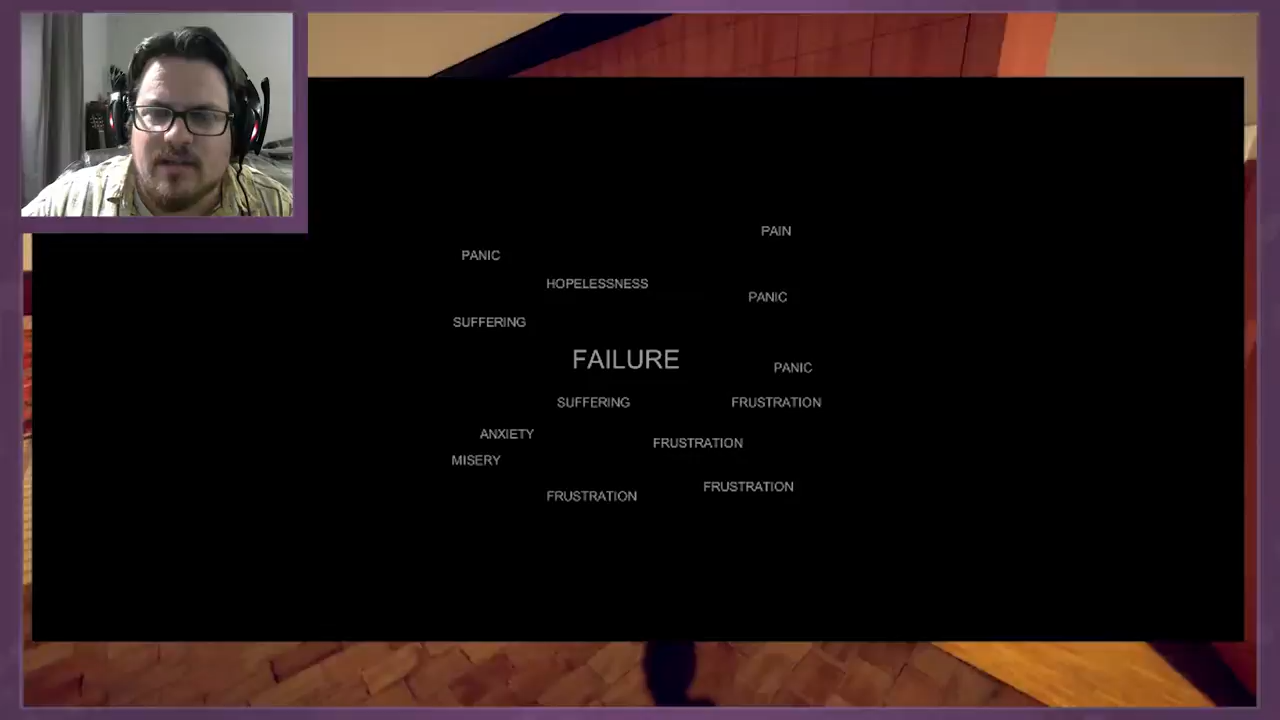 PAIN
PANIC
HOPELESSNESS
PANIC
SUFFERING
FAILURE
PANIC
SUFFERING
FRUSTRATION
ANXIETY
FRUSTRATION
MISERY
FRUSTRATION
FRUSTRATION